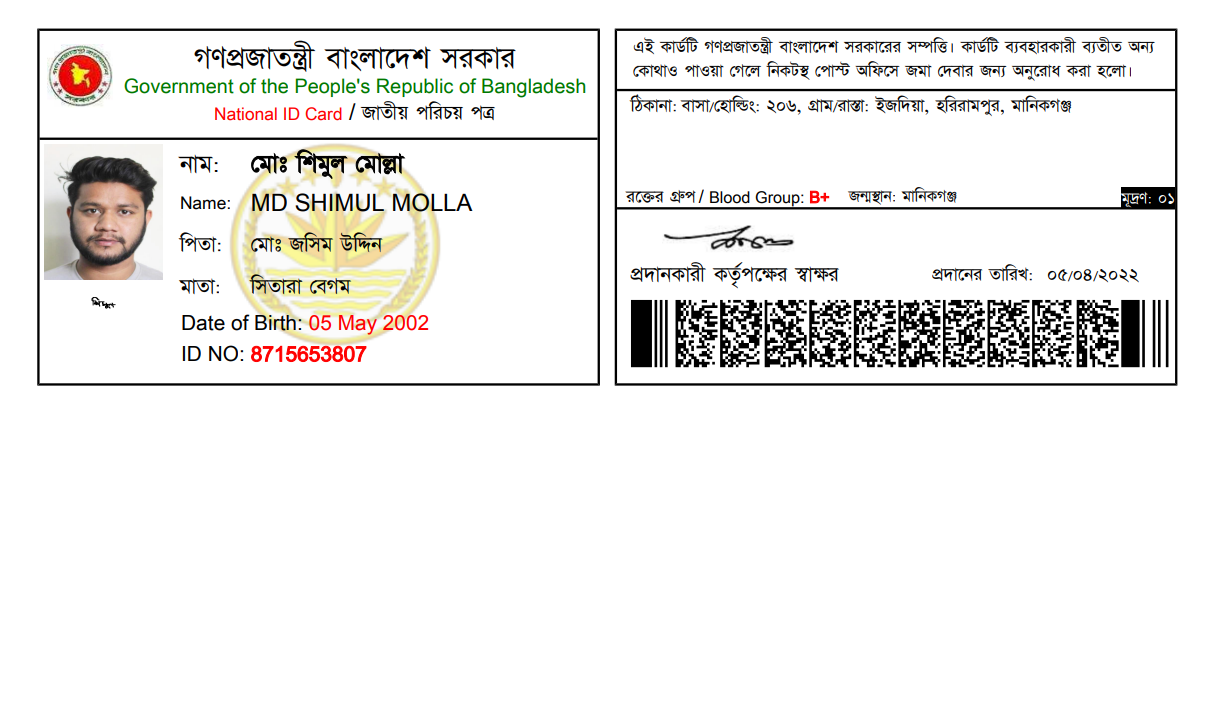 গণপ্রজাতন্ত্রী বাংলাদেশ সরকার
Government of the People's Republic of Bangladesh
National ID Card / জাতীয় পরিচয় পত্র
নাম: মোঃ শিমুল মোল্লা
Name: MD SHIMUL MOLLA
পিতা: মোঃ জসিম উদ্দিন
মাতা: সিতারা বেগম
Date of Birth: 05 May 2002
ID NO: 8715653807
এই কার্ডটি গণপ্রজাতন্ত্রী বাংলাদেশ সরকারের সম্পত্তি। কার্ডটি ব্যবহারকারী ব্যতীত অন্য
কোথাও পাওয়া গেলে নিকটস্থ পোস্ট অফিসে জমা দেবার জন্য অনুরোধ করা হলো।
ঠিকানা: বাসা/হোল্ডিং: ২০৬, গ্রাম/রাস্তা: ইজদিয়া, হরিরামপুর, মানিকগঞ্জ
রক্তের গ্রুপ / Blood Group: B+ জন্মস্থান: মানিকগঞ্জ মূদ্রণ: ০১
প্রদানকারী কর্তৃপক্ষের স্বাক্ষর প্রদানের তারিখ: ০৫/০৪/২০২২